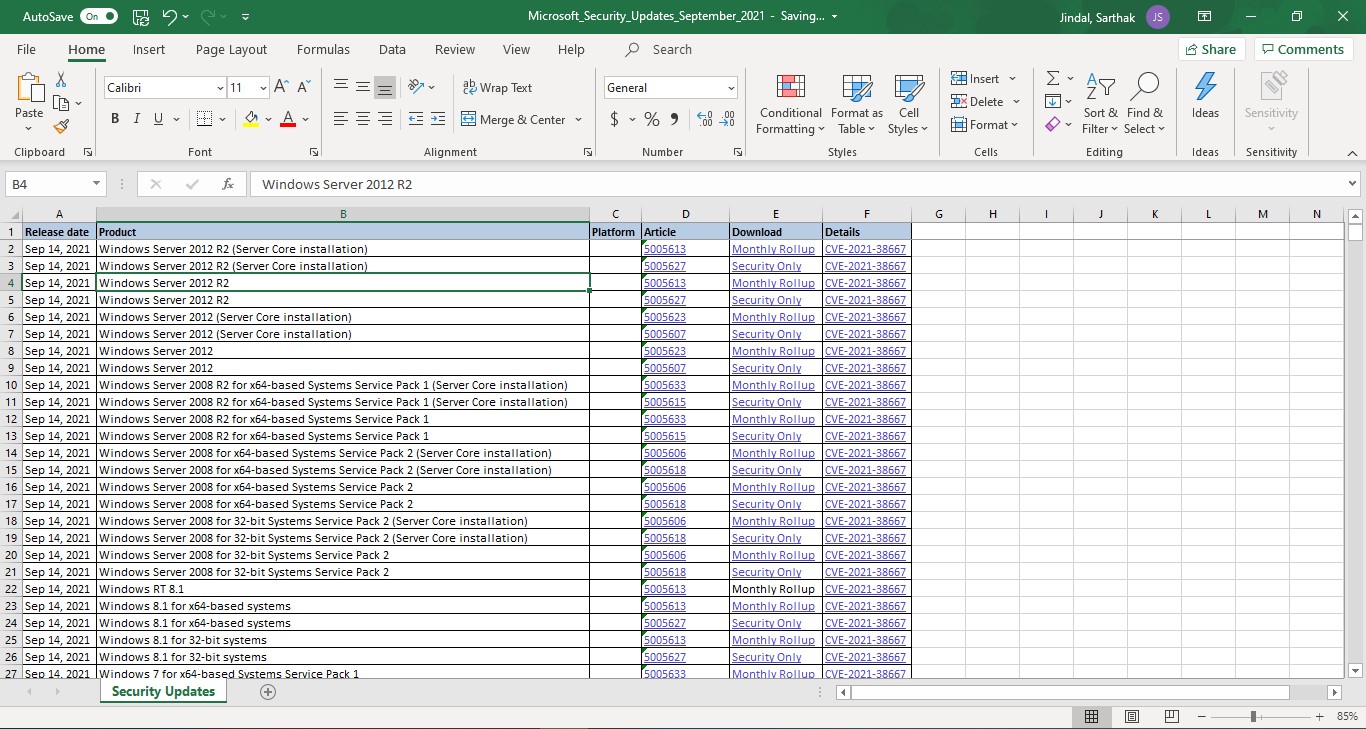 AutoSave On Microsoft_Security_Updates_September_2021 - Saving... Jindal, Sarthak JS
File Home Insert Page Layout Formulas Data Review View Help Search Share Comments
Calibri 11 A A ab Wrap Text General Insert Σ
Paste B I U A Merge & Center $ % Conditional Formatting Format as Table Cell Styles Delete Format Sort & Filter Find & Select Ideas Sensitivity
Clipboard Font Alignment Number Styles Cells Editing Ideas Sensitivity
B4 fx Windows Server 2012 R2
A B C D E F G H I J K L M N
1 Release date Product Platform Article Download Details
2 Sep 14, 2021 Windows Server 2012 R2 (Server Core installation) 5005613 Monthly Rollup CVE-2021-38667
3 Sep 14, 2021 Windows Server 2012 R2 (Server Core installation) 5005627 Security Only CVE-2021-38667
4 Sep 14, 2021 Windows Server 2012 R2 5005613 Monthly Rollup CVE-2021-38667
5 Sep 14, 2021 Windows Server 2012 R2 5005627 Security Only CVE-2021-38667
6 Sep 14, 2021 Windows Server 2012 (Server Core installation) 5005623 Monthly Rollup CVE-2021-38667
7 Sep 14, 2021 Windows Server 2012 (Server Core installation) 5005607 Security Only CVE-2021-38667
8 Sep 14, 2021 Windows Server 2012 5005623 Monthly Rollup CVE-2021-38667
9 Sep 14, 2021 Windows Server 2012 5005607 Security Only CVE-2021-38667
10 Sep 14, 2021 Windows Server 2008 R2 for x64-based Systems Service Pack 1 (Server Core installation) 5005633 Monthly Rollup CVE-2021-38667
11 Sep 14, 2021 Windows Server 2008 R2 for x64-based Systems Service Pack 1 (Server Core installation) 5005615 Security Only CVE-2021-38667
12 Sep 14, 2021 Windows Server 2008 R2 for x64-based Systems Service Pack 1 5005633 Monthly Rollup CVE-2021-38667
13 Sep 14, 2021 Windows Server 2008 R2 for x64-based Systems Service Pack 1 5005615 Security Only CVE-2021-38667
14 Sep 14, 2021 Windows Server 2008 for x64-based Systems Service Pack 2 (Server Core installation) 5005606 Monthly Rollup CVE-2021-38667
15 Sep 14, 2021 Windows Server 2008 for x64-based Systems Service Pack 2 (Server Core installation) 5005618 Security Only CVE-2021-38667
16 Sep 14, 2021 Windows Server 2008 for x64-based Systems Service Pack 2 5005606 Monthly Rollup CVE-2021-38667
17 Sep 14, 2021 Windows Server 2008 for x64-based Systems Service Pack 2 5005618 Security Only CVE-2021-38667
18 Sep 14, 2021 Windows Server 2008 for 32-bit Systems Service Pack 2 (Server Core installation) 5005606 Monthly Rollup CVE-2021-38667
19 Sep 14, 2021 Windows Server 2008 for 32-bit Systems Service Pack 2 (Server Core installation) 5005618 Security Only CVE-2021-38667
20 Sep 14, 2021 Windows Server 2008 for 32-bit Systems Service Pack 2 5005606 Monthly Rollup CVE-2021-38667
21 Sep 14, 2021 Windows Server 2008 for 32-bit Systems Service Pack 2 5005618 Security Only CVE-2021-38667
22 Sep 14, 2021 Windows RT 8.1 5005613 Monthly Rollup CVE-2021-38667
23 Sep 14, 2021 Windows 8.1 for x64-based systems 5005613 Monthly Rollup CVE-2021-38667
24 Sep 14, 2021 Windows 8.1 for x64-based systems 5005627 Security Only CVE-2021-38667
25 Sep 14, 2021 Windows 8.1 for 32-bit systems 5005613 Monthly Rollup CVE-2021-38667
26 Sep 14, 2021 Windows 8.1 for 32-bit systems 5005627 Security Only CVE-2021-38667
27 Sep 14, 2021 Windows 7 for x64-based Systems Service Pack 1 5005633 Monthly Rollup CVE-2021-38667
Security Updates
85%